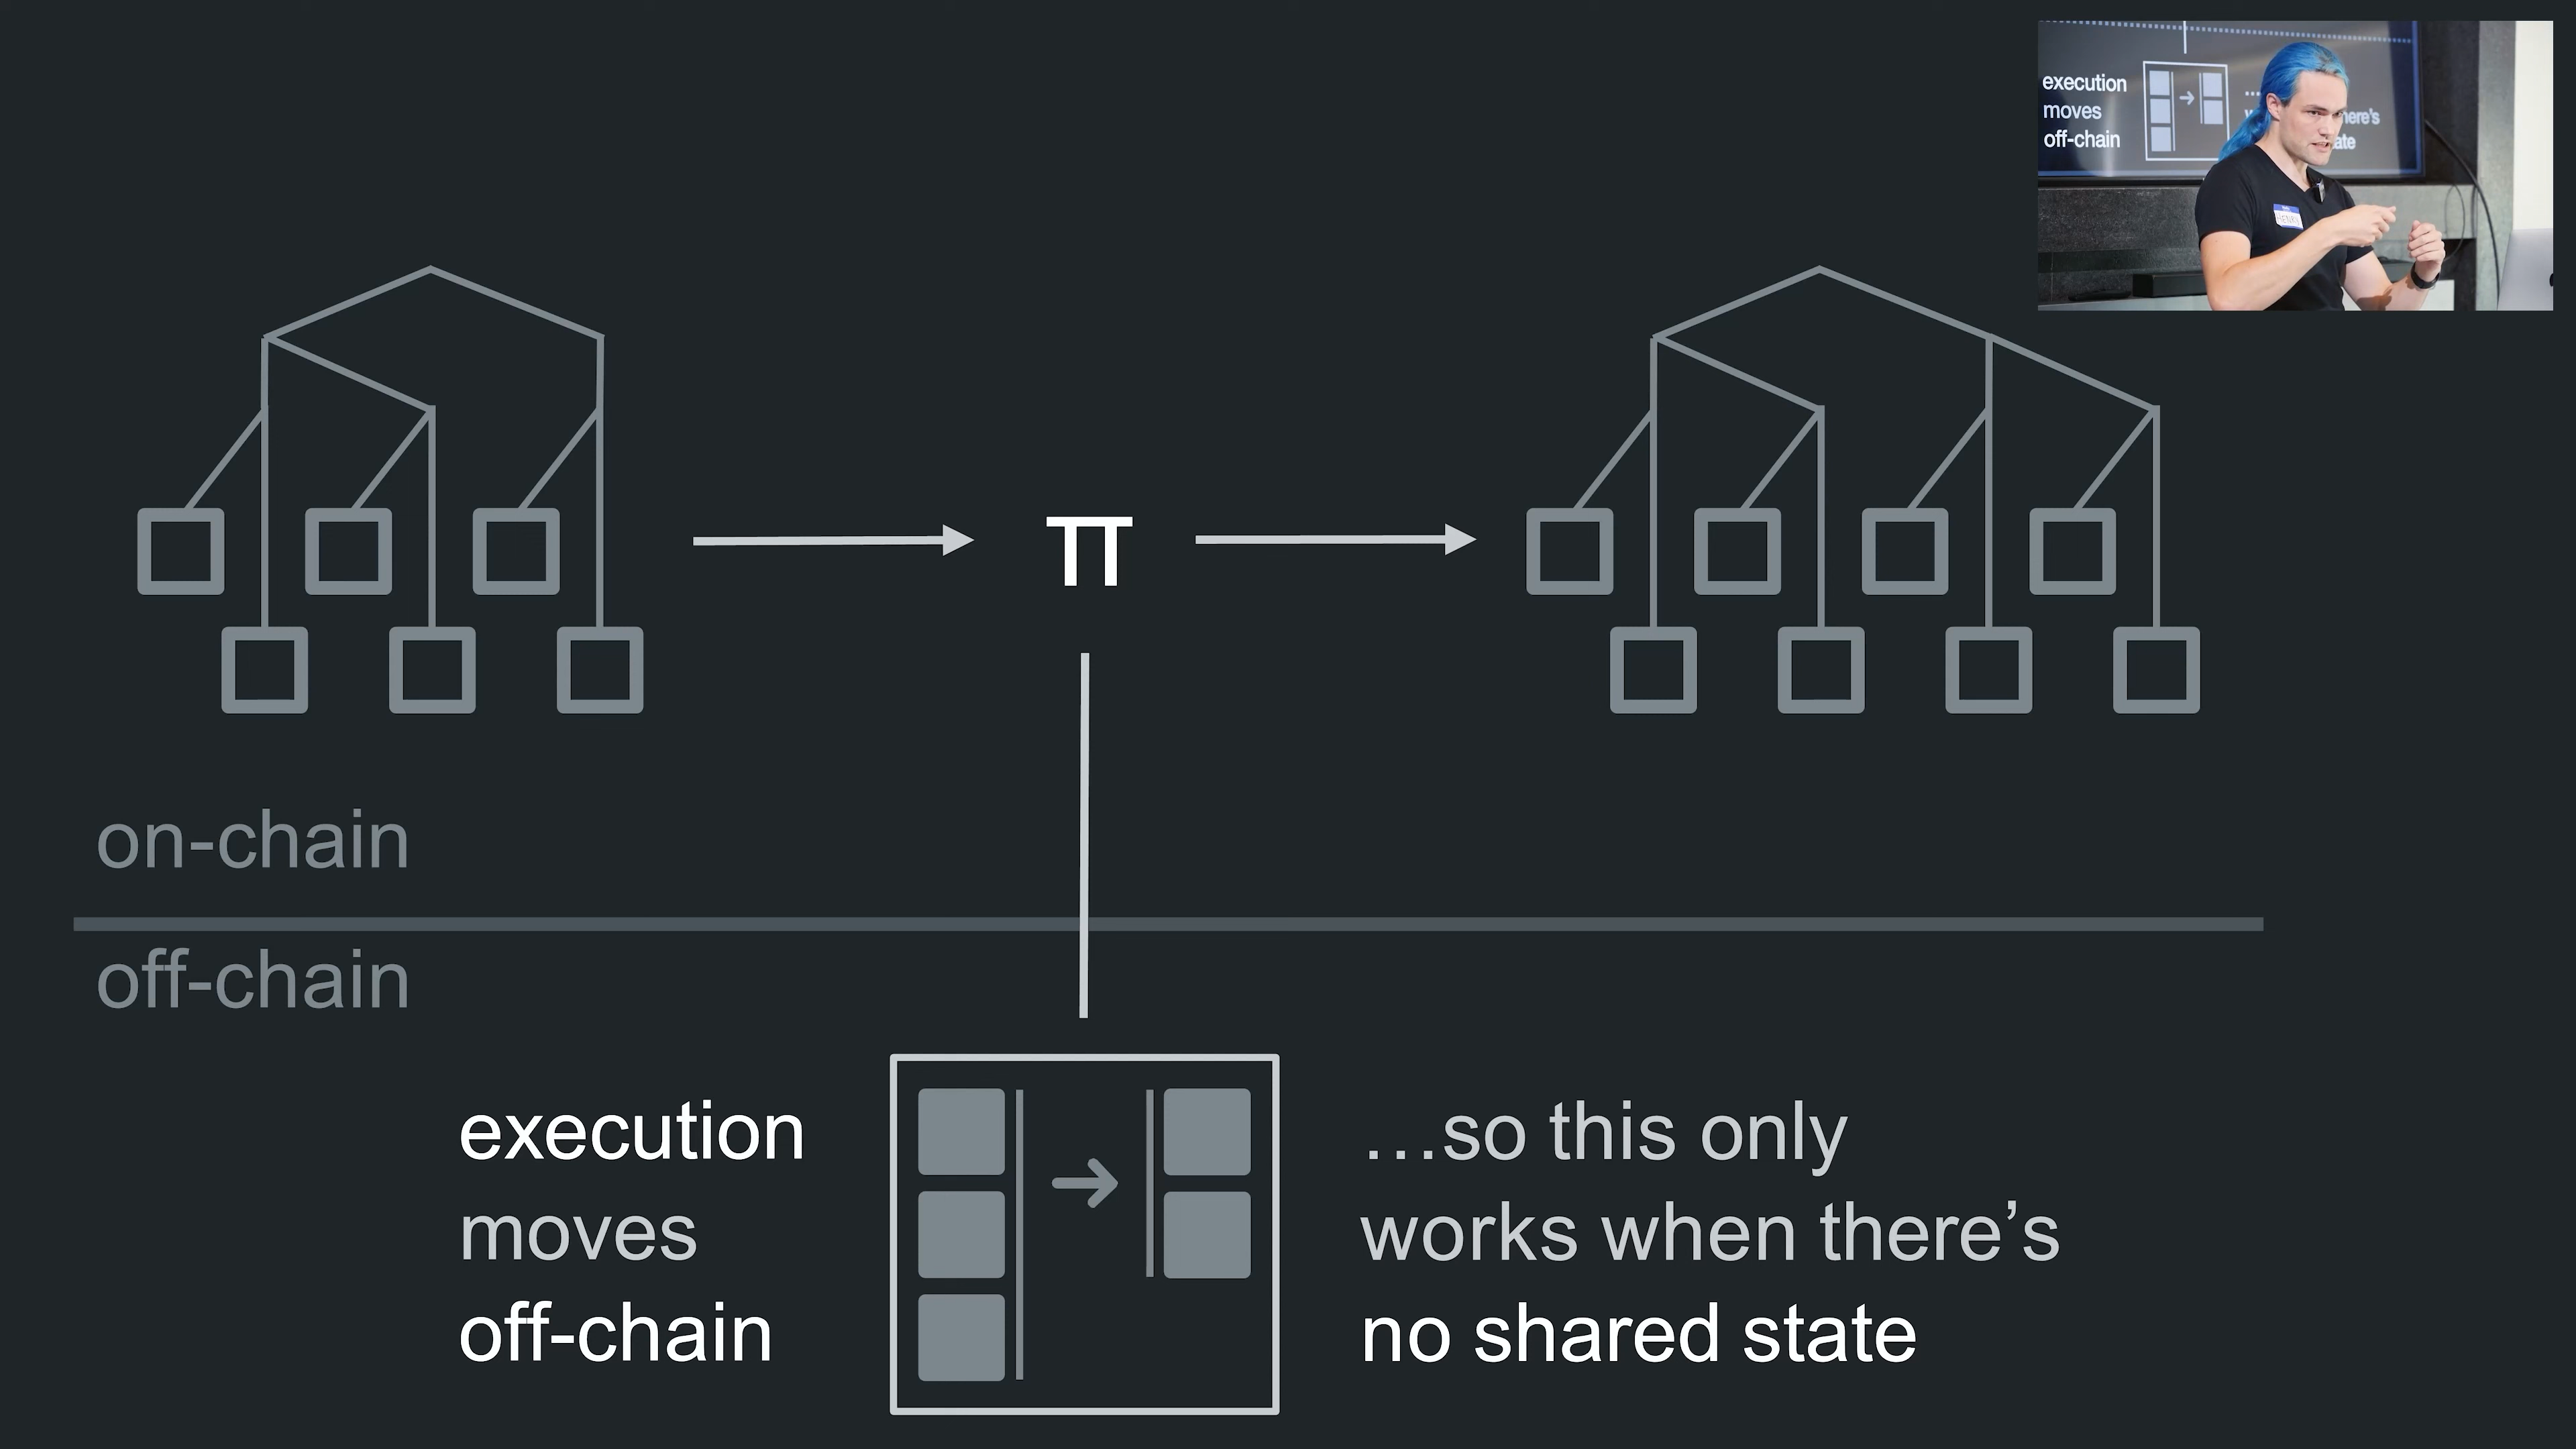 execution
moves
off-chain
π
on-chain
off-chain
execution
moves
off-chain
…so this only
works when there’s
no shared state